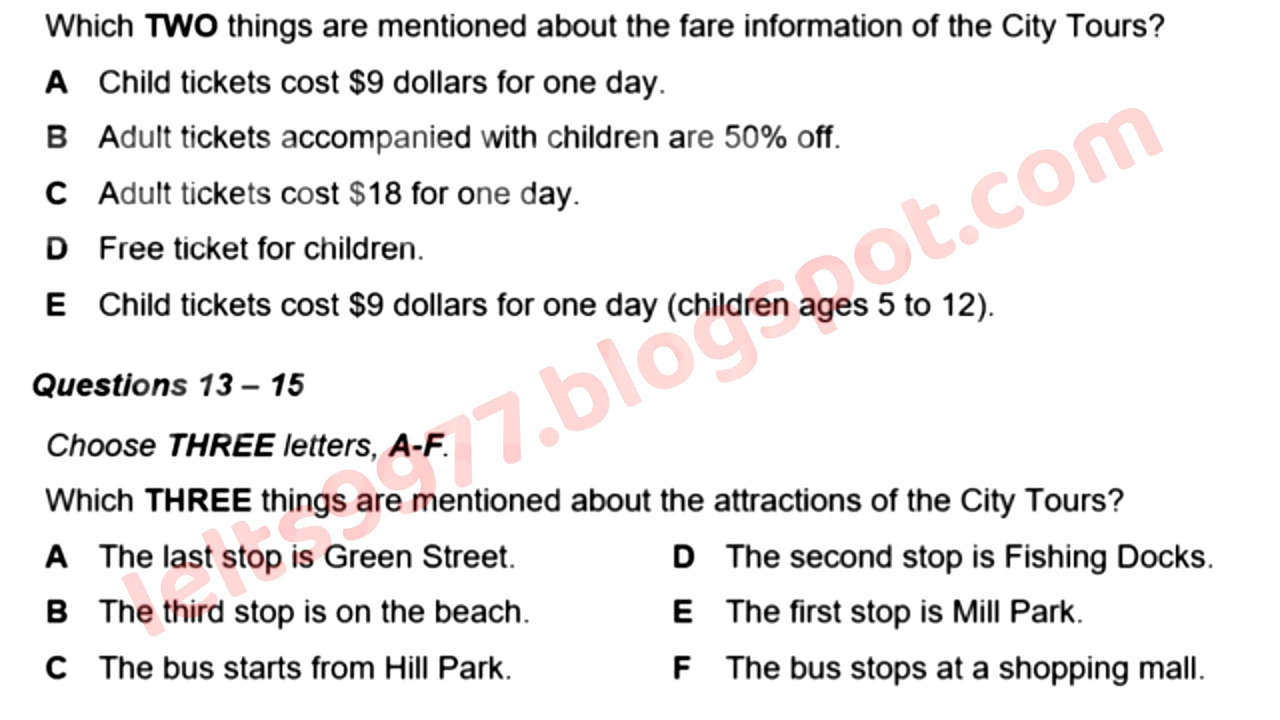 Which TWO things are mentioned about the fare information of the City Tours?
A Child tickets cost $9 dollars for one day.
B Adult tickets accompanied with children are 50% off.
C Adult tickets cost $18 for one day.
D Free ticket for children.
E Child tickets cost $9 dollars for one day (children ages 5 to 12).
Questions 13 – 15
Choose THREE letters, A-F.
Which THREE things are mentioned about the attractions of the City Tours?
A The last stop is Green Street.
B The third stop is on the beach.
C The bus starts from Hill Park.
D The second stop is Fishing Docks.
E The first stop is Mill Park.
F The bus stops at a shopping mall.
Ielts9977.blogspot.com